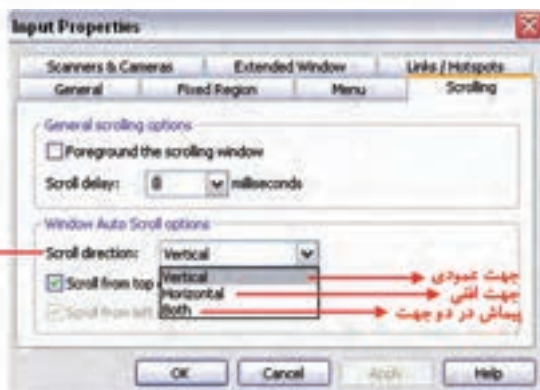 Input Properties
Scanners & Cameras Extended Window Links / Hotspots
General Fixed Region Menu Scrolling
General scrolling options
Foreground the scrolling window
Scroll delay: 0 milliseconds
Window Auto Scroll options
Scroll direction: Vertical
Vertical جهت عمودی
Scroll from top
Horizontal جهت افقی
Scroll from left
Both پیمایش در دو جهت
OK Cancel Apply Help